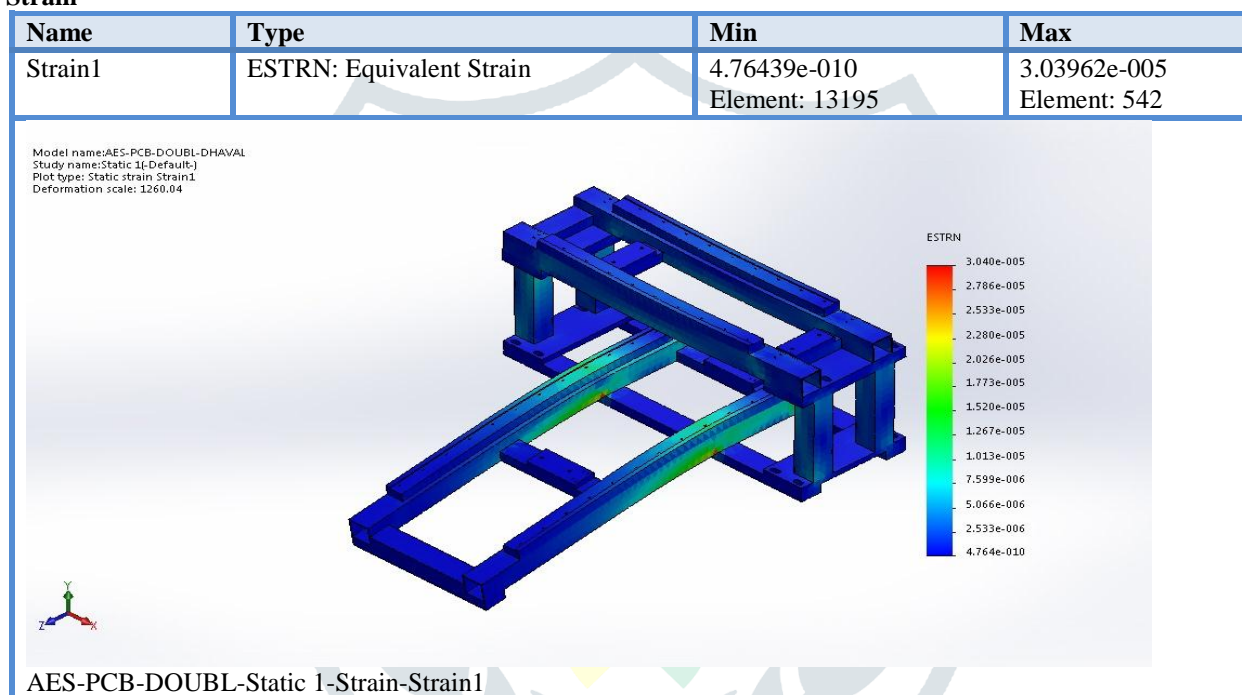 Strain
Name Type Min Max
Strain1 ESTRN: Equivalent Strain 4.76439e-010 3.03962e-005
Element: 13195 Element: 542
Model name:AES-PCB-DOUBL-DHAVAL
Study name:Static 1(-Default-)
Plot type: Static strain Strain1
Deformation scale: 1260.04
ESTRN
3.040e-005
2.786e-005
2.533e-005
2.280e-005
2.026e-005
1.773e-005
1.520e-005
1.267e-005
1.013e-005
7.599e-006
5.066e-006
2.533e-006
4.764e-010
Y
Z X
AES-PCB-DOUBL-Static 1-Strain-Strain1